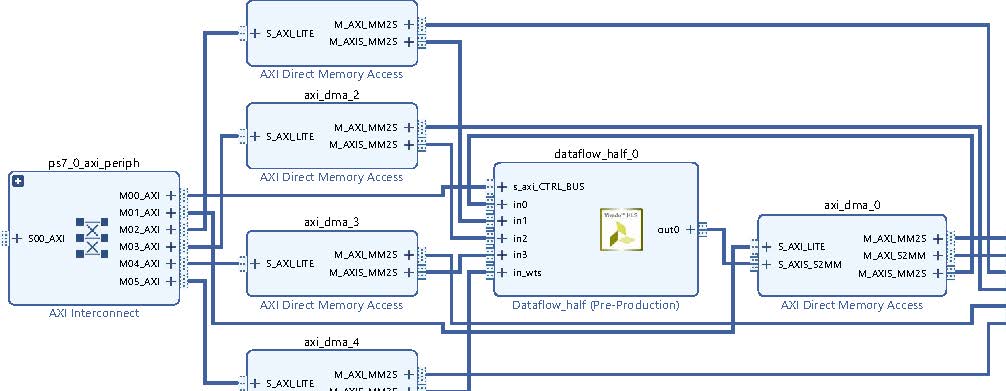 S_AXI_LITE
M_AXI_MM2S
M_AXIS_MM2S
AXI Direct Memory Access
axi_dma_2
S_AXI_LITE
M_AXI_MM2S
M_AXIS_MM2S
AXI Direct Memory Access
ps7_0_axi_periph
S00_AXI
M00_AXI
M01_AXI
M02_AXI
M03_AXI
M04_AXI
M05_AXI
AXI Interconnect
axi_dma_3
S_AXI_LITE
M_AXI_MM2S
M_AXIS_MM2S
AXI Direct Memory Access
axi_dma_4
S_AXI_LITE
M_AXI_MM2S
dataflow_half_0
s_axi_CTRL_BUS
in0
in1
in2
in3
in_wts
Vivado™ HLS
out0
Dataflow_half (Pre-Production)
axi_dma_0
S_AXI_LITE
S_AXIS_S2MM
M_AXI_MM2S
M_AXI_S2MM
M_AXIS_MM2S
AXI Direct Memory Access